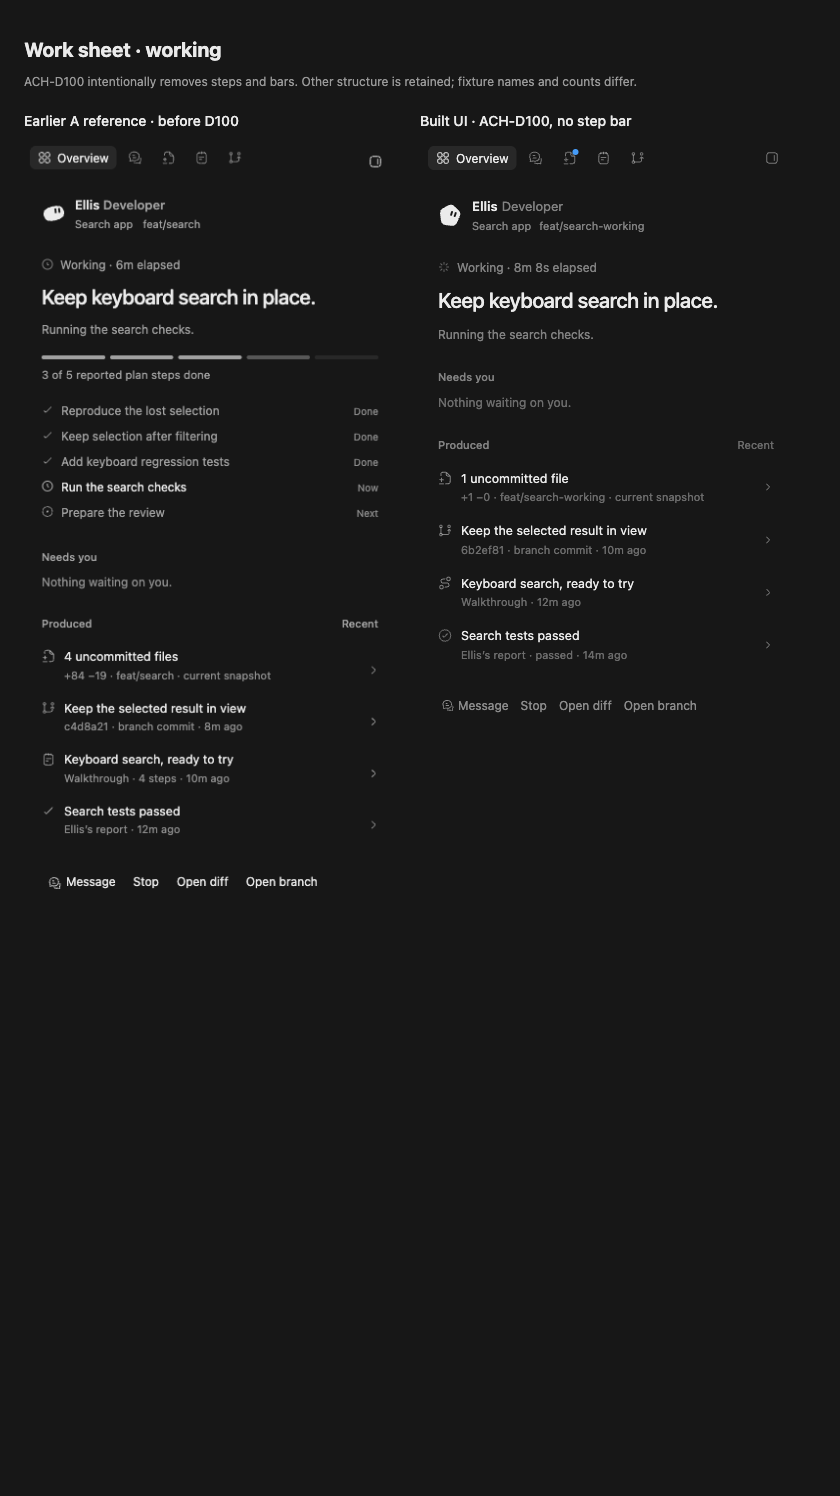 Work sheet · working
ACH-D100 intentionally removes steps and bars. Other structure is retained; fixture names and counts differ.
Earlier A reference · before D100
Overview
Ellis Developer
Search app feat/search
Working · 6m elapsed
Keep keyboard search in place.
Running the search checks.
3 of 5 reported plan steps done
Reproduce the lost selection Done
Keep selection after filtering Done
Add keyboard regression tests Done
Run the search checks Now
Prepare the review Next
Needs you
Nothing waiting on you.
Produced Recent
4 uncommitted files
+84 −19 · feat/search · current snapshot
Keep the selected result in view
c4d8a21 · branch commit · 8m ago
Keyboard search, ready to try
Walkthrough · 4 steps · 10m ago
Search tests passed
Ellis's report · 12m ago
Message Stop Open diff Open branch
Built UI · ACH-D100, no step bar
Overview
Ellis Developer
Search app feat/search-working
Working · 8m 8s elapsed
Keep keyboard search in place.
Running the search checks.
Needs you
Nothing waiting on you.
Produced Recent
1 uncommitted file
+1 −0 · feat/search-working · current snapshot
Keep the selected result in view
6b2ef81 · branch commit · 10m ago
Keyboard search, ready to try
Walkthrough · 12m ago
Search tests passed
Ellis's report · passed · 14m ago
Message Stop Open diff Open branch